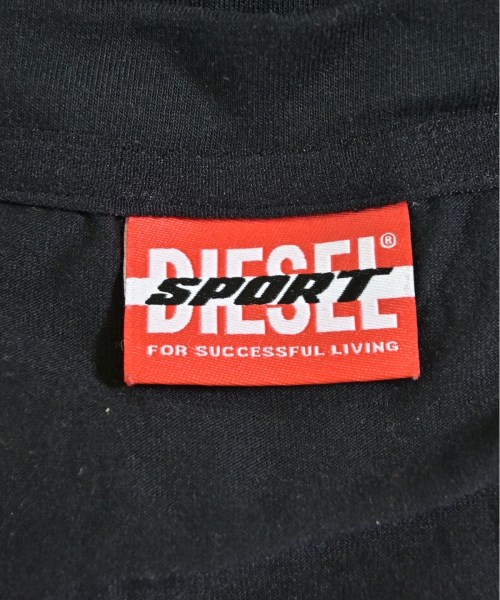 DIESEL®
SPORT
FOR SUCCESSFUL LIVING